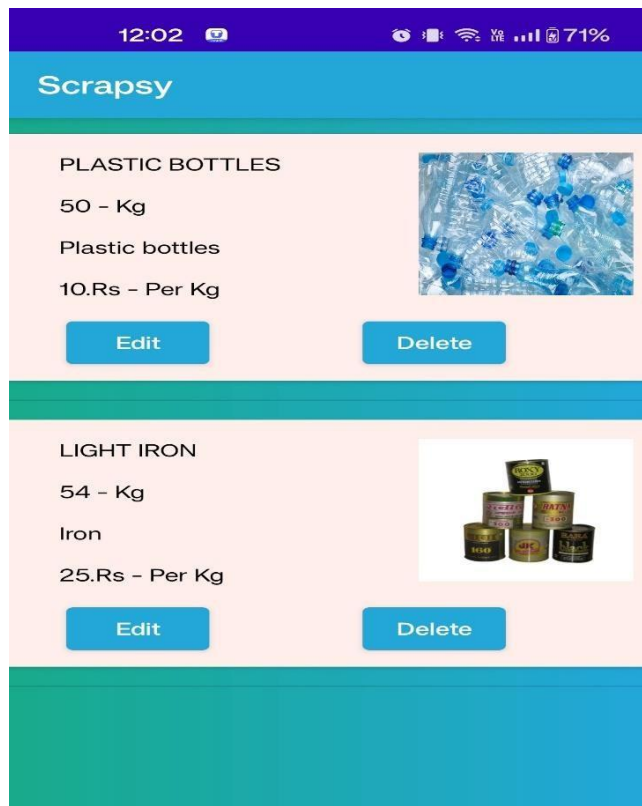 12:02
71%
Scrapsy
PLASTIC BOTTLES
50 - Kg
Plastic bottles
10.Rs - Per Kg
Edit
Delete
LIGHT IRON
54 - Kg
Iron
25.Rs - Per Kg
Edit
Delete